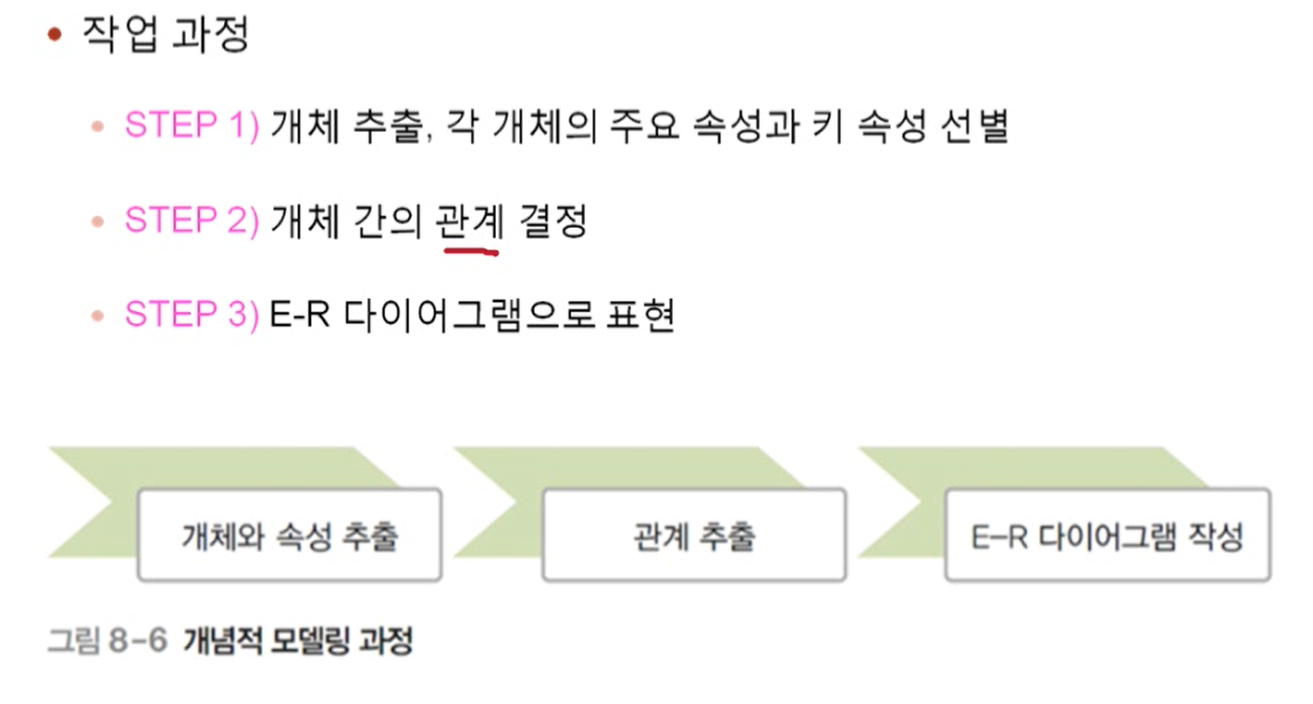 작업 과정
STEP 1) 개체 추출, 각 개체의 주요 속성과 키 속성 선별
STEP 2) 개체 간의 관계 결정
STEP 3) E-R 다이어그램으로 표현
개체와 속성 추출
관계 추출
E-R 다이어그램 작성
그림 8-6 개념적 모델링 과정